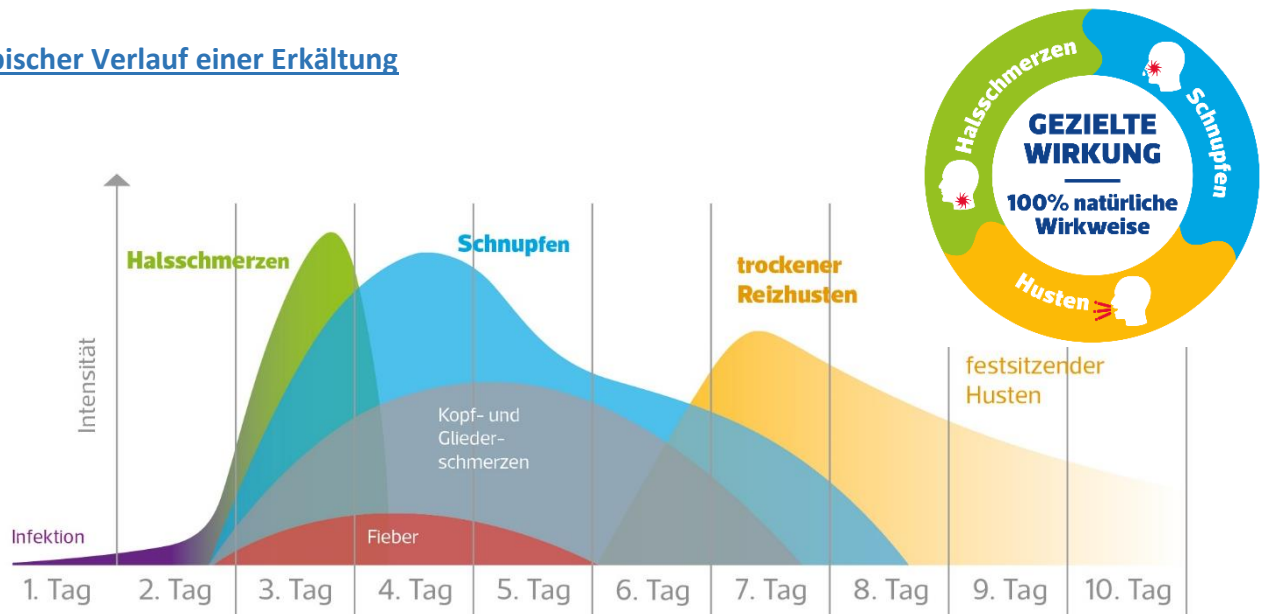 pischer Verlauf einer Erkältung
Halsschmerzen
Schnupfen
Husten
GEZIELTE
WIRKUNG
100% natürliche
Wirkweise
Intensität
Halsschmerzen
Schnupfen
trockener
Reizhusten
festsitzender
Husten
Kopf- und
Glieder-
schmerzen
Infektion
Fieber
1. Tag 2. Tag 3. Tag 4. Tag 5. Tag 6. Tag 7. Tag 8. Tag 9. Tag 10. Tag